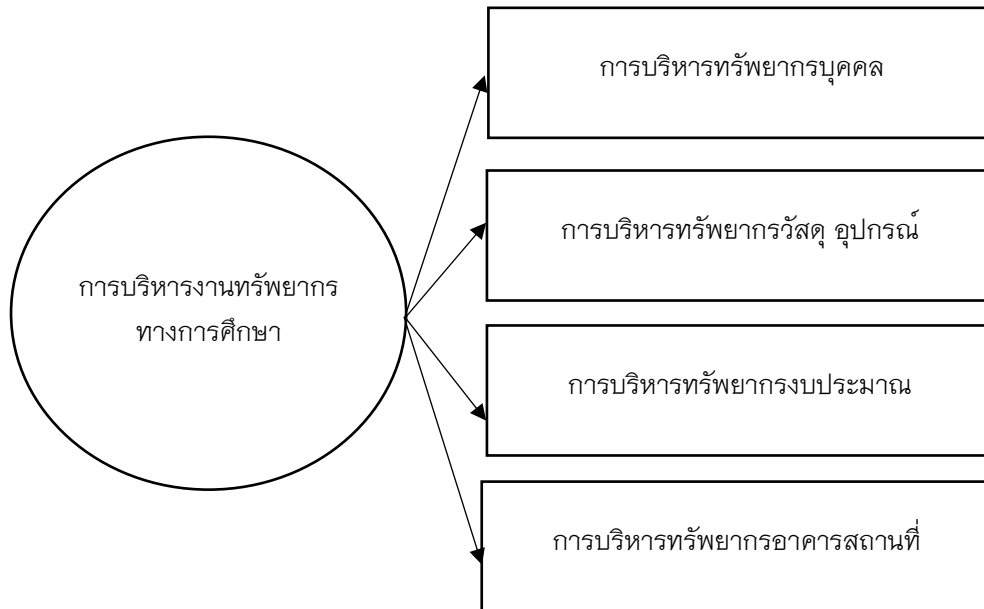 การบริหารงานทรัพยากร
ทางการศึกษา
การบริหารทรัพยากรบุคคล
การบริหารทรัพยากรวัสดุ อุปกรณ์
การบริหารทรัพยากรงบประมาณ
การบริหารทรัพยากรอาคารสถานที่